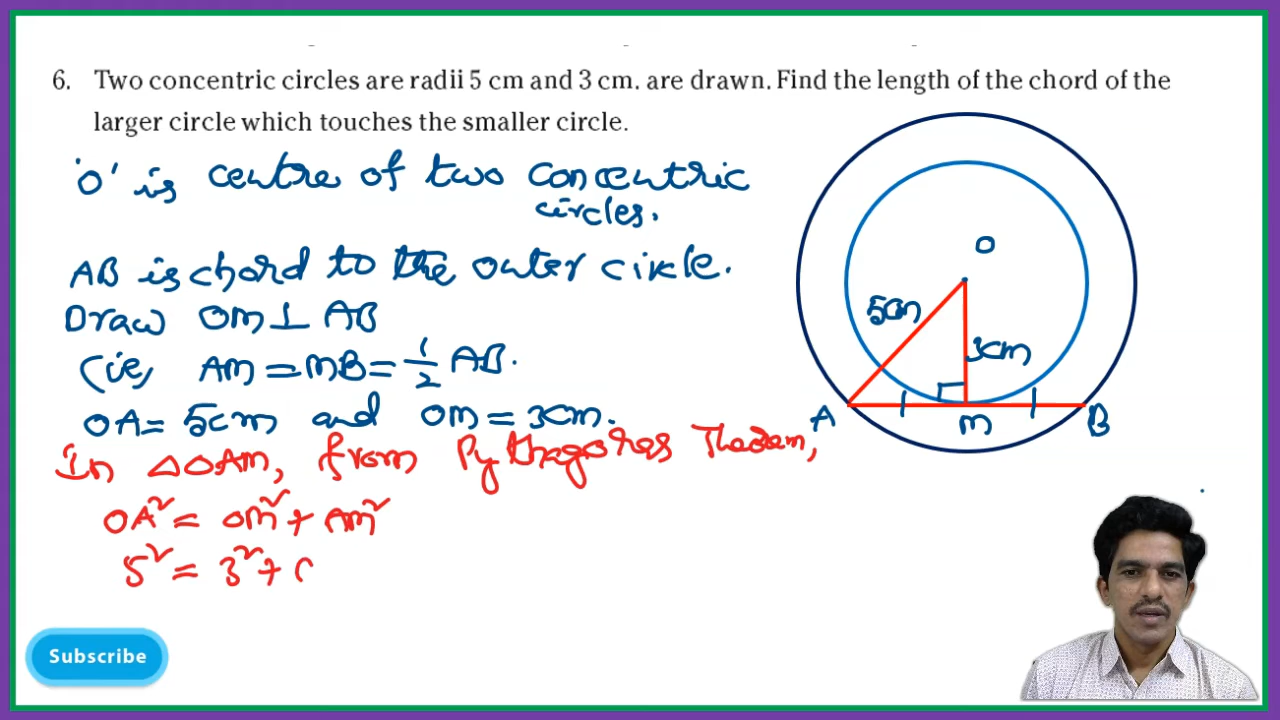 6. Two concentric circles are radii 5 cm and 3 cm. are drawn. Find the length of the chord of the
larger circle which touches the smaller circle.
'O' is centre of two concentric
circles.
AB is chord to the outer circle.
Draw OM ⊥ AB
(ie, AM = MB = 1/2 AB.
OA = 5cm and OM = 3cm.
In △OAM, from Pythagoras Theorem,
OA² = OM² + AM²
5² = 3² +
O
5cm
3cm
A
M
B
Subscribe